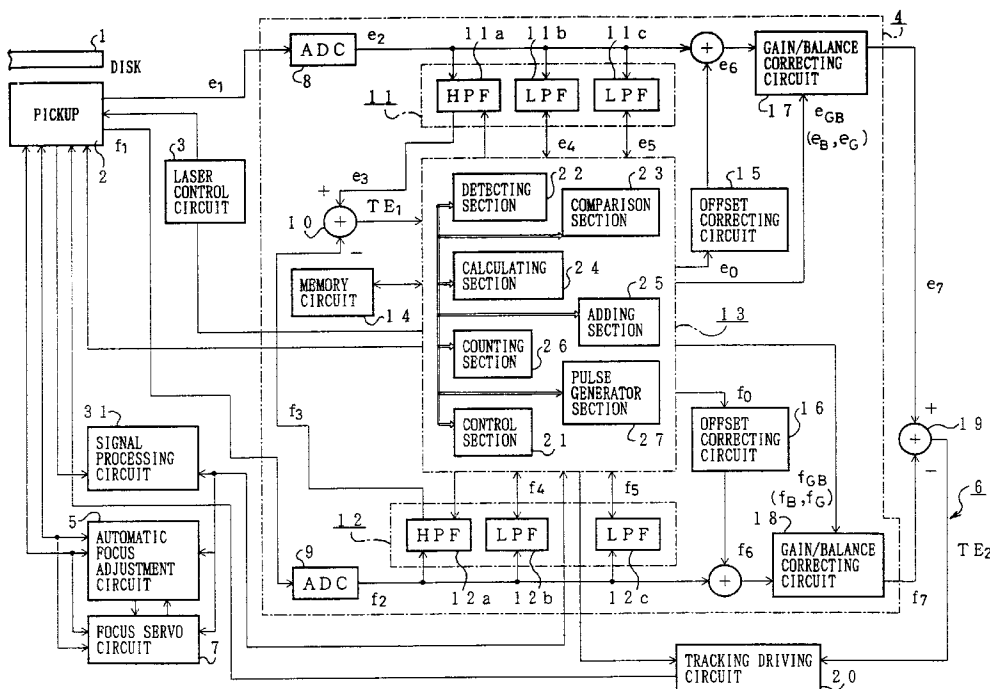 1
DISK
PICKUP
2
e1
f1
3
LASER
CONTROL
CIRCUIT
4
ADC
8
e2
11a
11b
11c
HPF
LPF
LPF
11
e3
e4
e5
e6
GAIN/BALANCE
CORRECTING
CIRCUIT
17
eGB
(eB, eG)
15
OFFSET
CORRECTING
CIRCUIT
e0
e7
+
10
+
−
TE1
MEMORY
CIRCUIT
14
22
DETECTING
SECTION
23
COMPARISON
SECTION
CALCULATING
SECTION
24
25
ADDING
SECTION
13
COUNTING
SECTION
26
PULSE
GENERATOR
SECTION
27
CONTROL
SECTION
21
f0
16
OFFSET
CORRECTING
CIRCUIT
fGB
(fB, fG)
18
GAIN/BALANCE
CORRECTING
CIRCUIT
+
+
19
−
6
TE2
f7
f3
f4
f5
f6
12
HPF
LPF
LPF
12a
12b
12c
9
ADC
f2
+
31
SIGNAL
PROCESSING
CIRCUIT
5
AUTOMATIC
FOCUS
ADJUSTMENT
CIRCUIT
FOCUS SERVO
CIRCUIT
7
TRACKING DRIVING
CIRCUIT
20